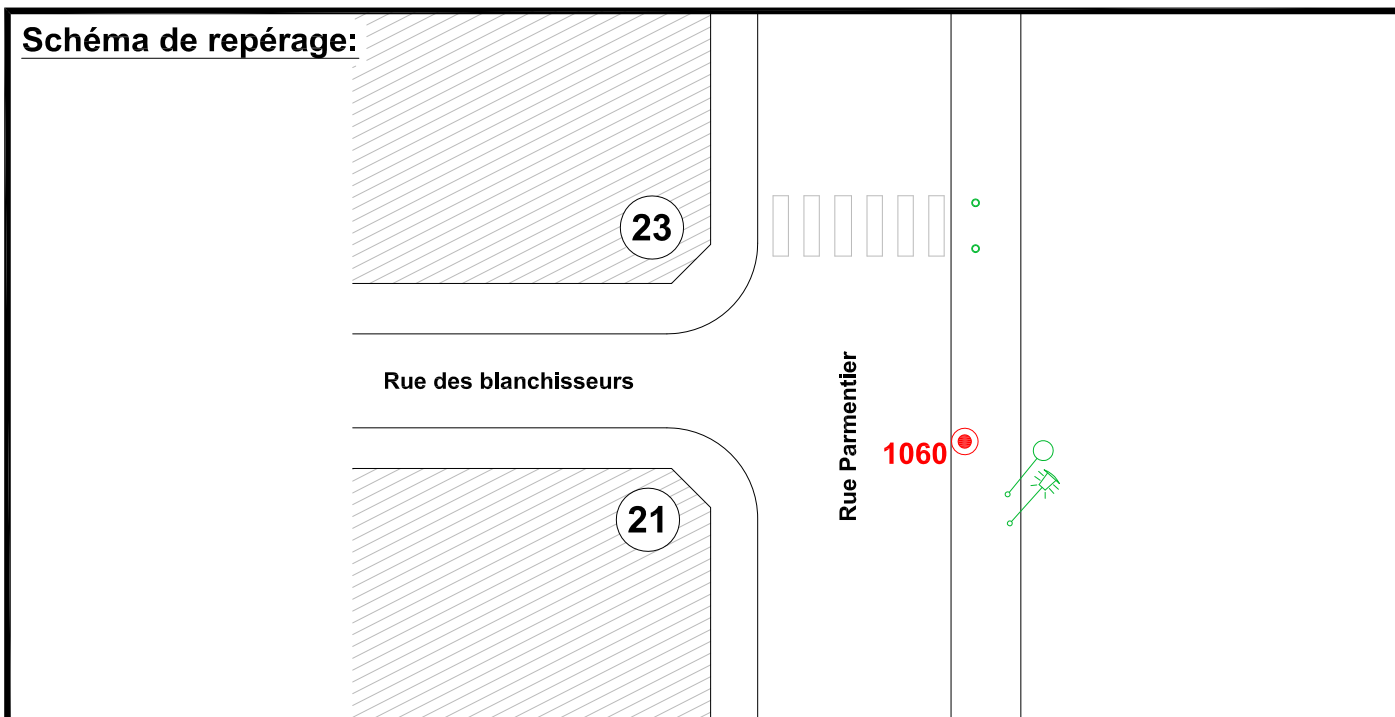 Schéma de repérage:
23
Rue des blanchisseurs
Rue Parmentier
1060
21